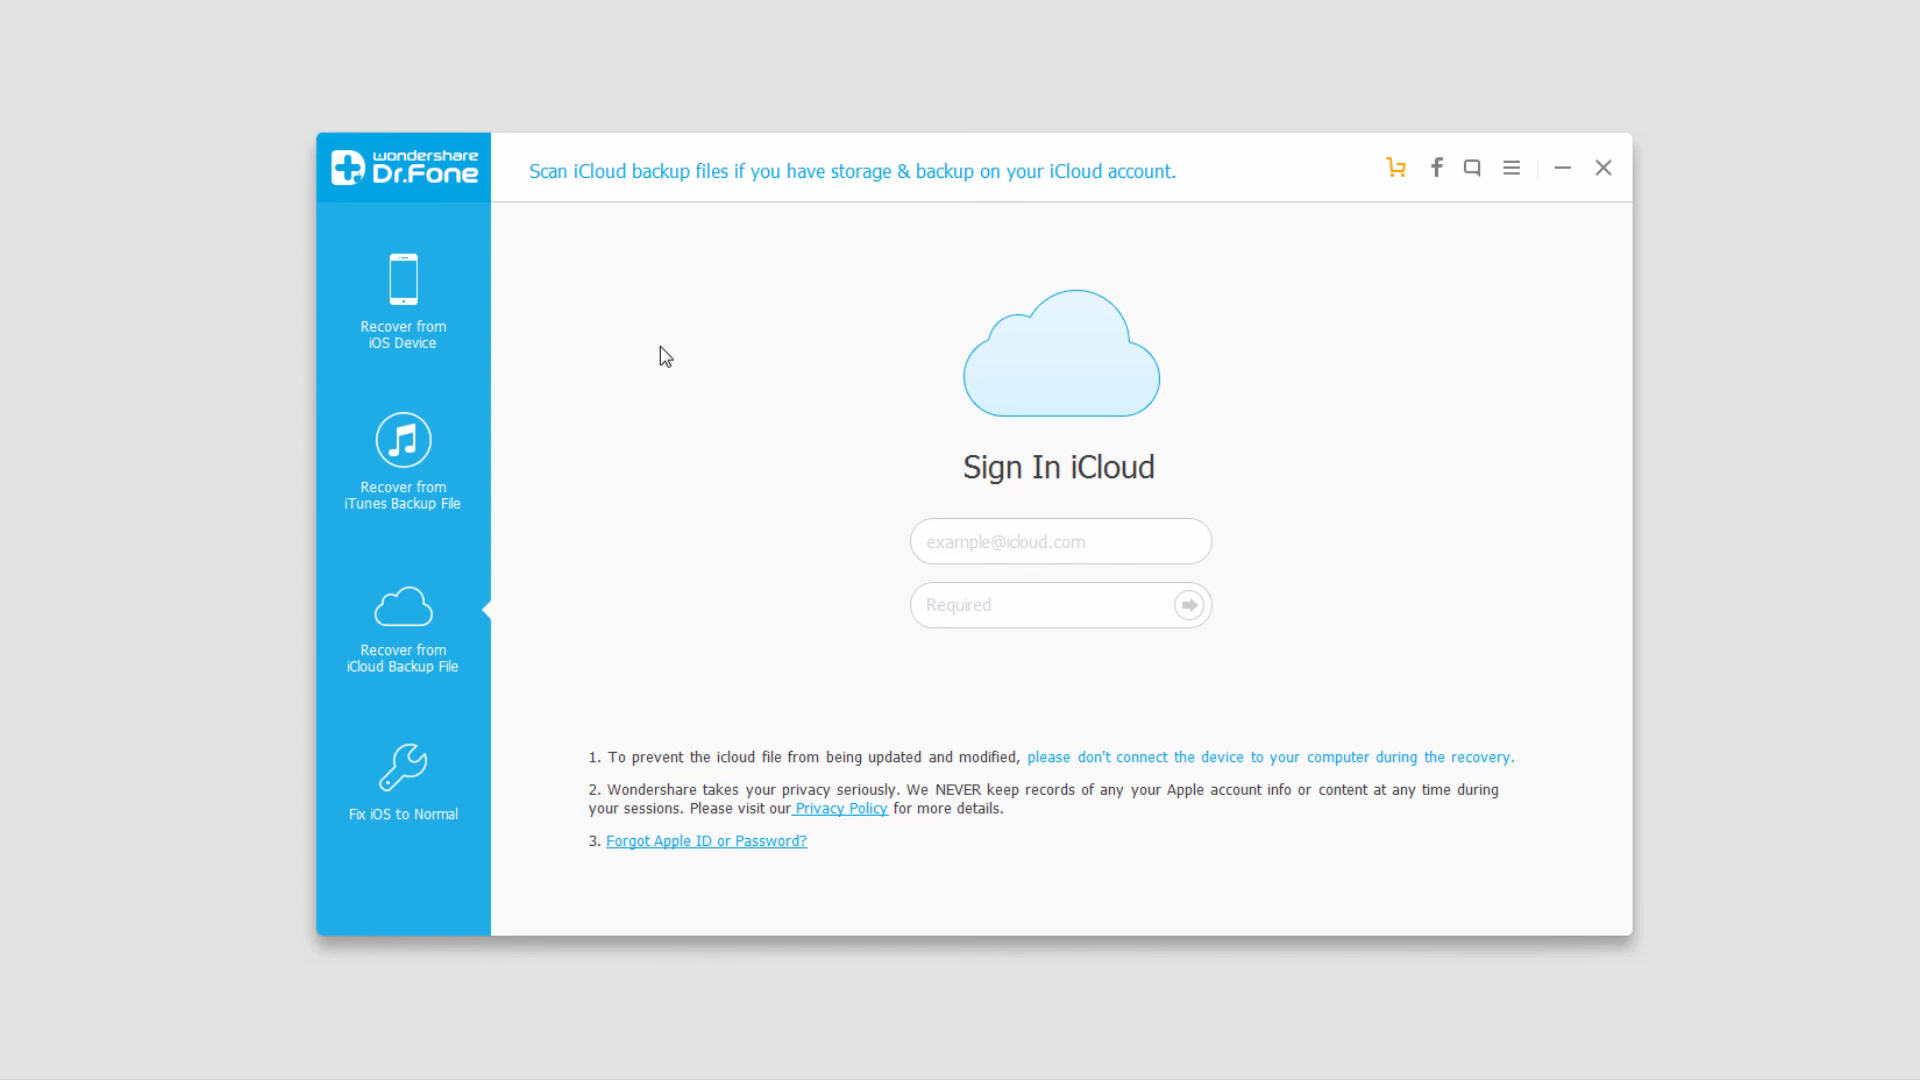 wondershare
Dr.Fone
Scan iCloud backup files if you have storage & backup on your iCloud account.
Recover from
iOS Device
Recover from
iTunes Backup File
Recover from
iCloud Backup File
Fix iOS to Normal
Sign In iCloud
example@icloud.com
Required
1. To prevent the icloud file from being updated and modified, please don't connect the device to your computer during the recovery.
2. Wondershare takes your privacy seriously. We NEVER keep records of any your Apple account info or content at any time during
your sessions. Please visit our Privacy Policy for more details.
3. Forgot Apple ID or Password?